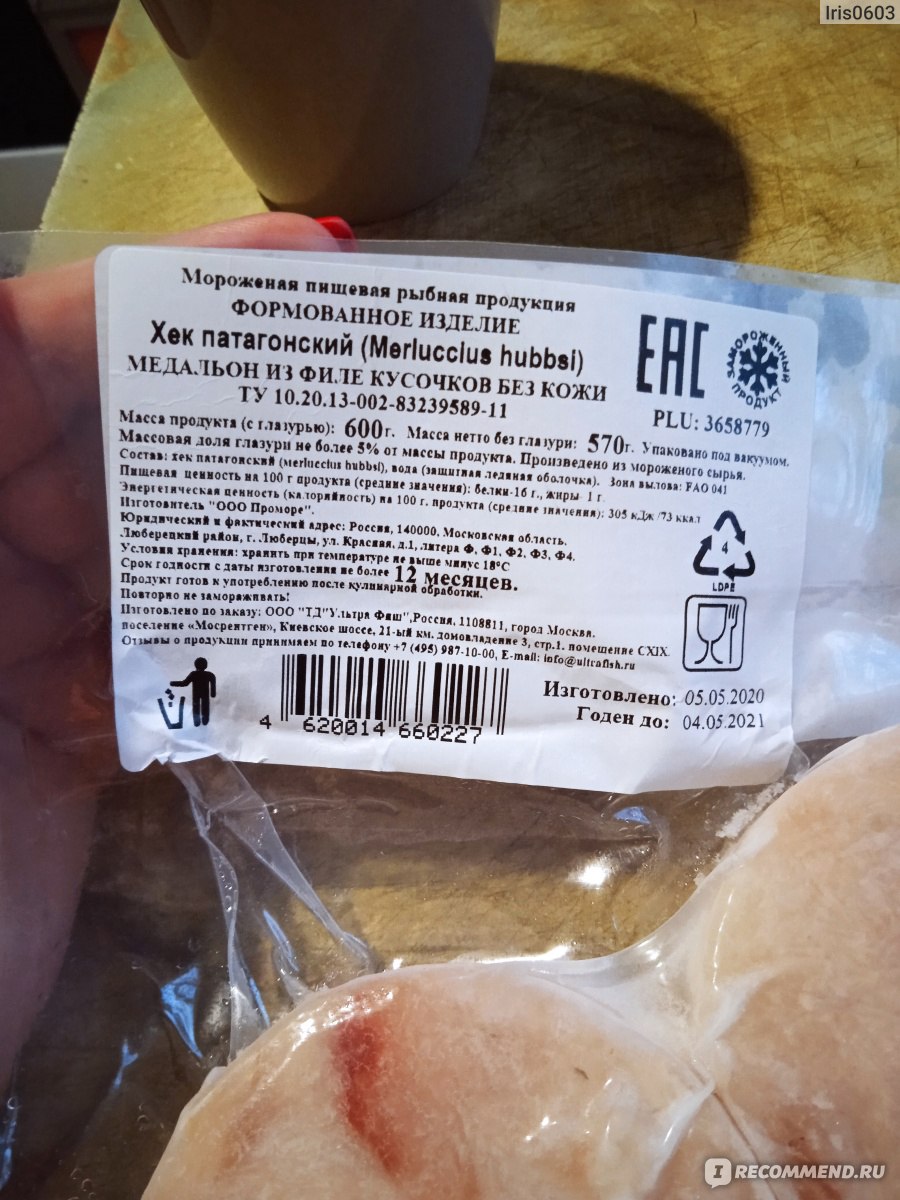 Iris0603
Мороженая пищевая рыбная продукция
ФОРМОВАННОЕ ИЗДЕЛИЕ
Хек патагонский (Merluccius hubbsi)
МЕДАЛЬОН ИЗ ФИЛЕ КУСОЧКОВ БЕЗ КОЖИ
ТУ 10.20.13-002-83239589-11
EAC
ЗАМОРОЖЕННЫЙ ПРОДУКТ
PLU: 3658779
Масса продукта (с глазурью): 600г. Масса нетто без глазури: 570г. Упаковано под вакуумом.
Массовая доля глазури не более 5% от массы продукта. Произведено из мороженого сырья.
Состав: хек патагонский (merluccius hubbsi), вода (защитная ледяная оболочка). Зона вылова: FAO 041
Пищевая ценность на 100 г продукта (средние значения): белки-16 г., жиры- 1 г.
Энергетическая ценность (калорийность) на 100 г. продукта (средние значения): 305 кДж /73 ккал
Изготовитель "ООО Проморе".
Юридический и фактический адрес: Россия, 140000, Московская область,
Люберецкий район, г. Люберцы, ул. Красная, д.1, литера Ф, Ф1, Ф2, Ф3, Ф4.
Условия хранения: хранить при температуре не выше минус 18°С
Срок годности с даты изготовления не более 12 месяцев.
Продукт готов к употреблению после кулинарной обработки.
Повторно не замораживать!
Изготовлено по заказу: ООО "ТД"Ультра Фиш",Россия, 1108811, город Москва,
поселение «Мосрентген», Киевское шоссе, 21-ый км, домовладение 3, стр.1. помещение CXIX.
Отзывы о продукции принимаем по телефону +7 (495) 987-10-00, E-mail: info@ultrafish.ru
4
LDPE
Изготовлено: 05.05.2020
Годен до: 04.05.2021
4 620014 660227
IRECOMMEND.RU